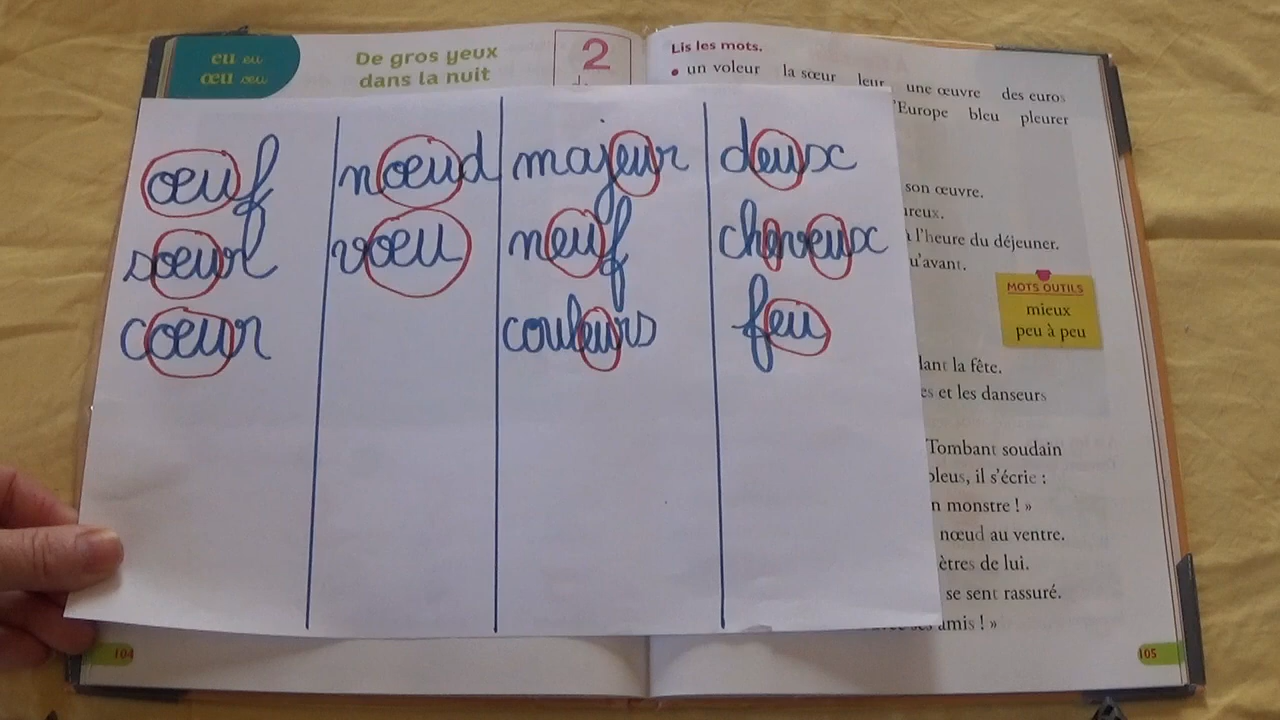 eu eu
œu œu
De gros yeux
dans la nuit
2
Lis les mots.
• un voleur la sœur leur une œuvre des euros
l'Europe bleu pleurer
œuf nœud majeur deux
sœur vœu neuf cheveux
cœur couleurs feu
son œuvre.
à l'heure du déjeuner.
qu'avant.
MOTS OUTILS
mieux
peu à peu
la fête.
et les danseurs
Tombant soudain
bleus, il s'écrie :
monstre ! »
nœud au ventre.
de lui.
se sent rassuré.
amis ! »
104
105